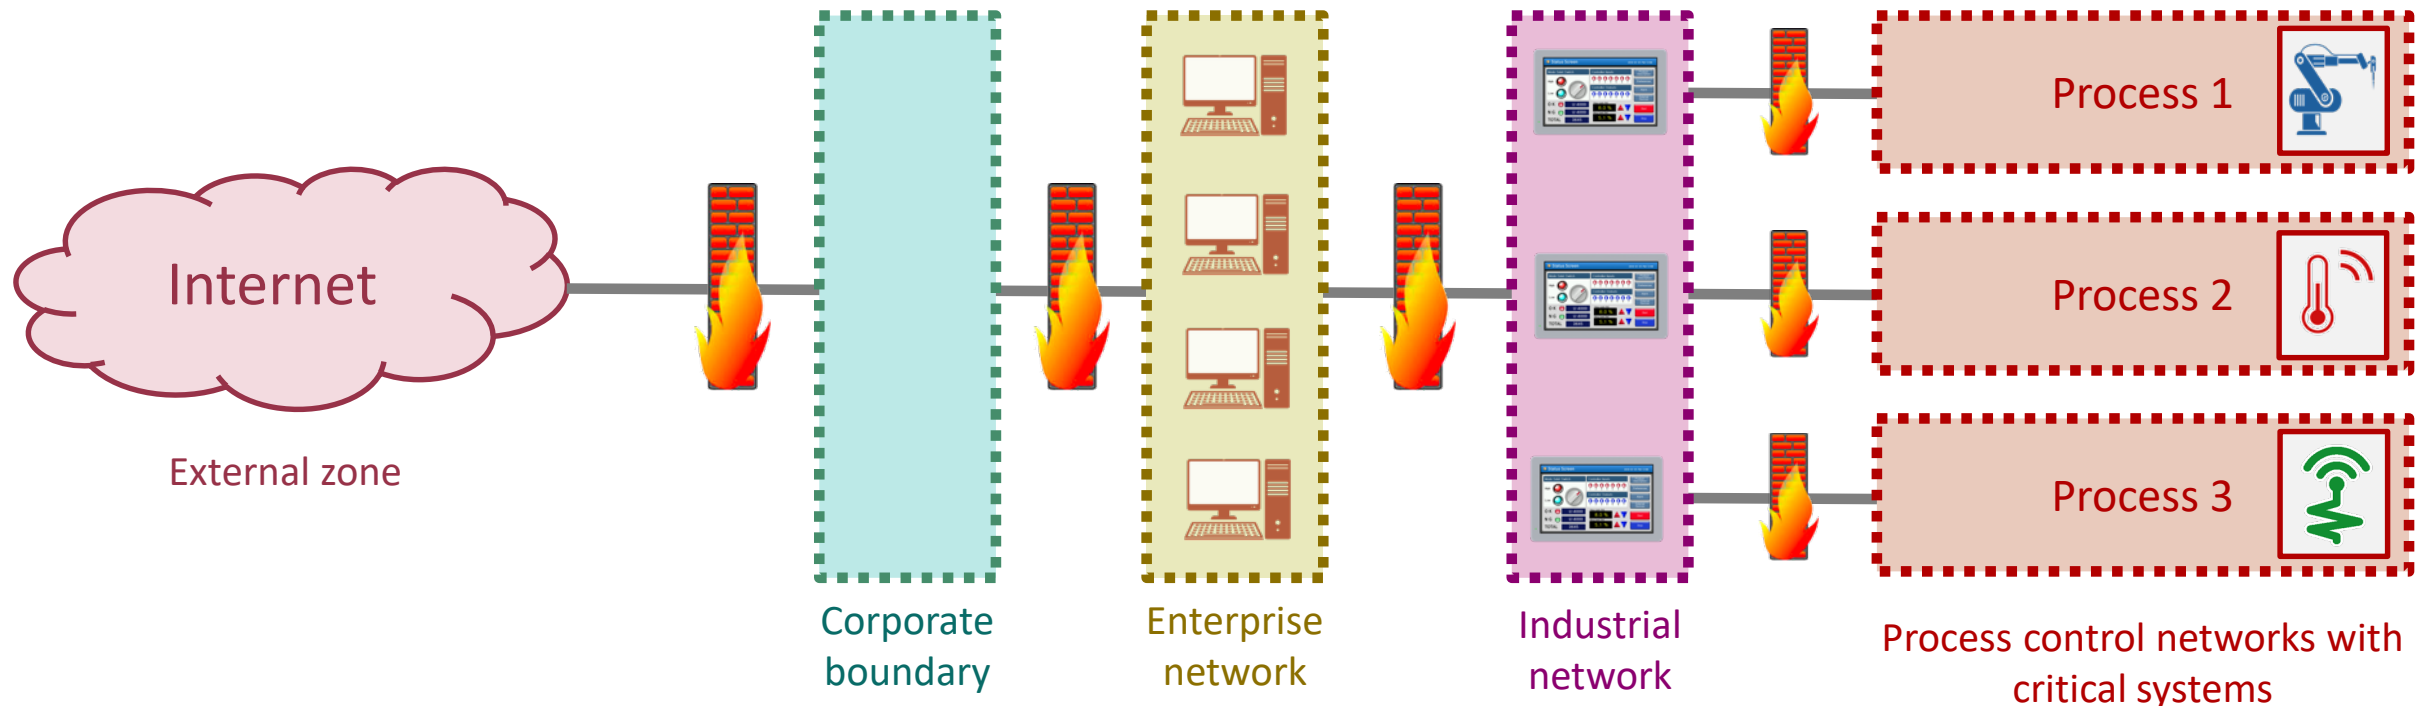 Internet
External zone
Corporate
boundary
Enterprise
network
Industrial
network
Process 1
Process 2
Process 3
Process control networks with
critical systems